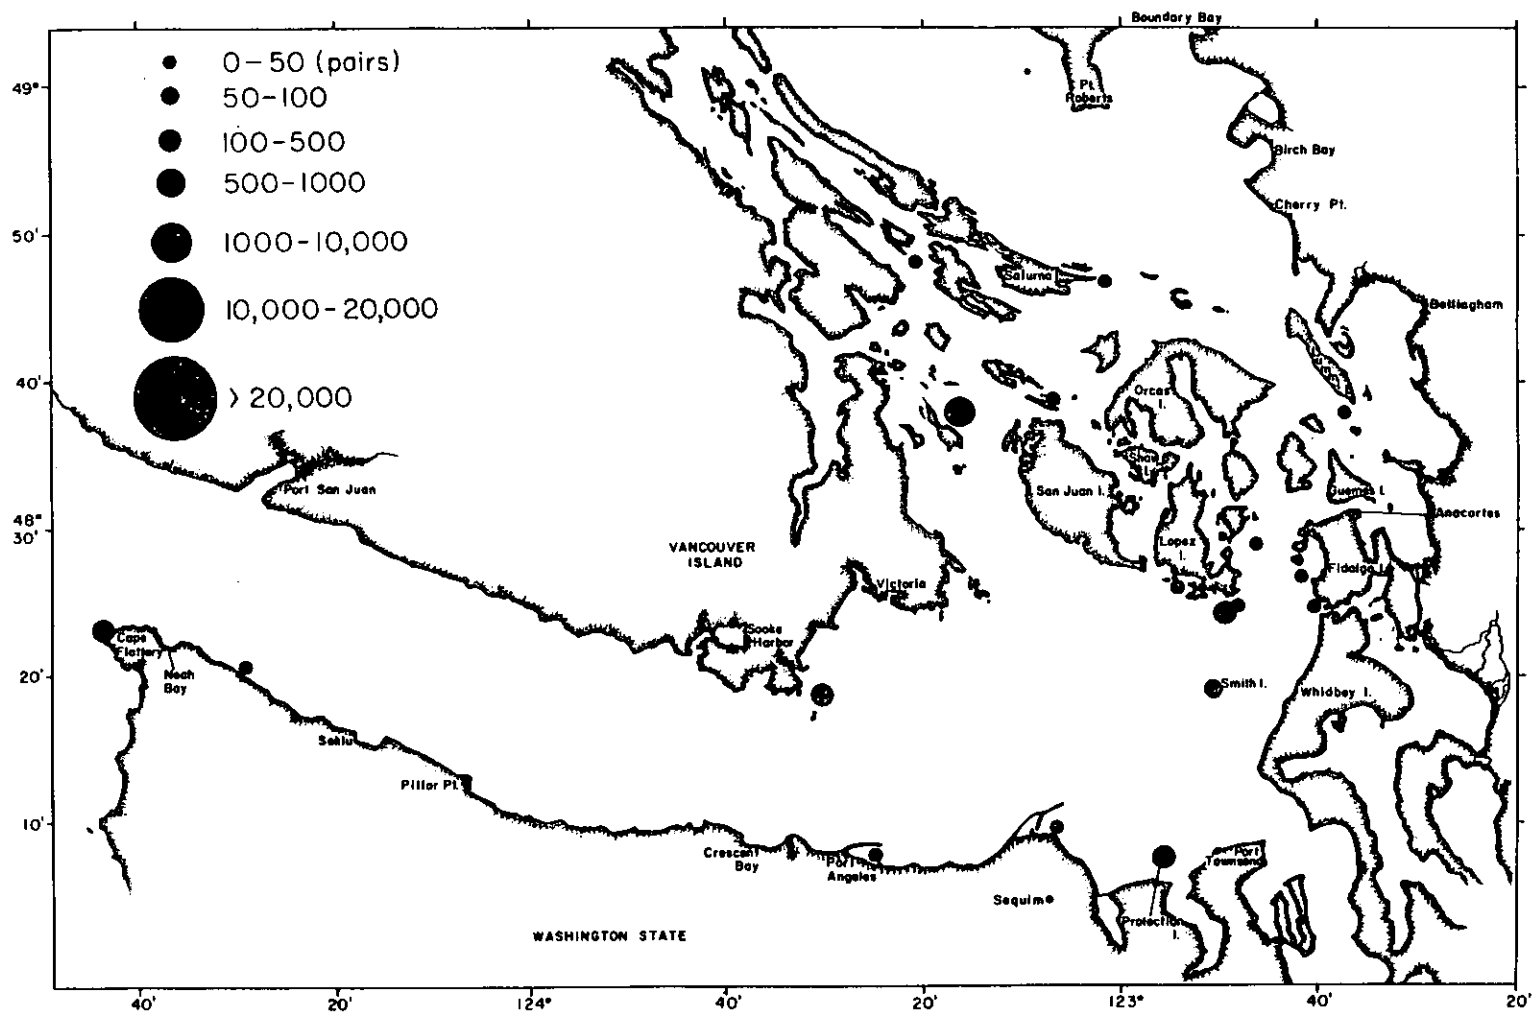 Boundary Bay
0-50 (pairs)
50-100
100-500
500-1000
1000-10,000
10,000-20,000
> 20,000
49°
50'
40'
48°
30'
20'
10'
Pt.
Roberts
Birch Bay
Cherry Pt.
Saturna I.
Bellingham
Orcas
I.
Shaw
I.
Port San Juan
San Juan I.
Guemes I.
Anacortes
VANCOUVER
ISLAND
Lopez
I.
Fidalgo I.
Victoria
Sooke
Harbor
Cape
Flattery
Neah
Bay
Smith I.
Whidbey I.
Sekiu
Pillar Pt.
Crescent
Bay
Port
Angeles
Port
Townsend
Sequim
Protection
I.
WASHINGTON STATE
40'
20'
124°
40'
20'
123°
40'
20'